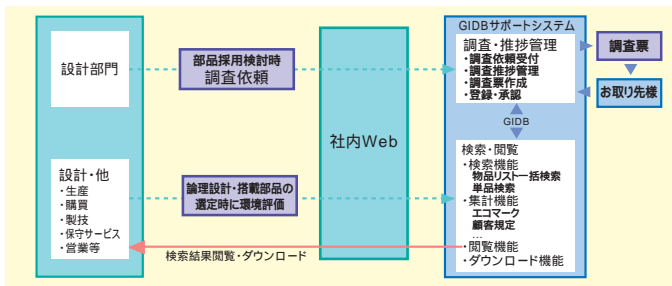 設計部門
設計・他
・生産
・購買
・製技
・保守サービス
・営業等
部品採用検討時
調査依頼
論理設計・搭載部品の
選定時に環境評価
検索結果閲覧・ダウンロード
社内Web
GIDBサポートシステム
調査・推捗管理
・調査依頼受付
・調査推捗管理
・調査票作成
・登録・承認
GIDB
検索・閲覧
・検索機能
物品リスト一括検索
単品検索
・集計機能
エコマーク
顧客規定
…
・閲覧機能
・ダウンロード機能
調査票
お取り先様